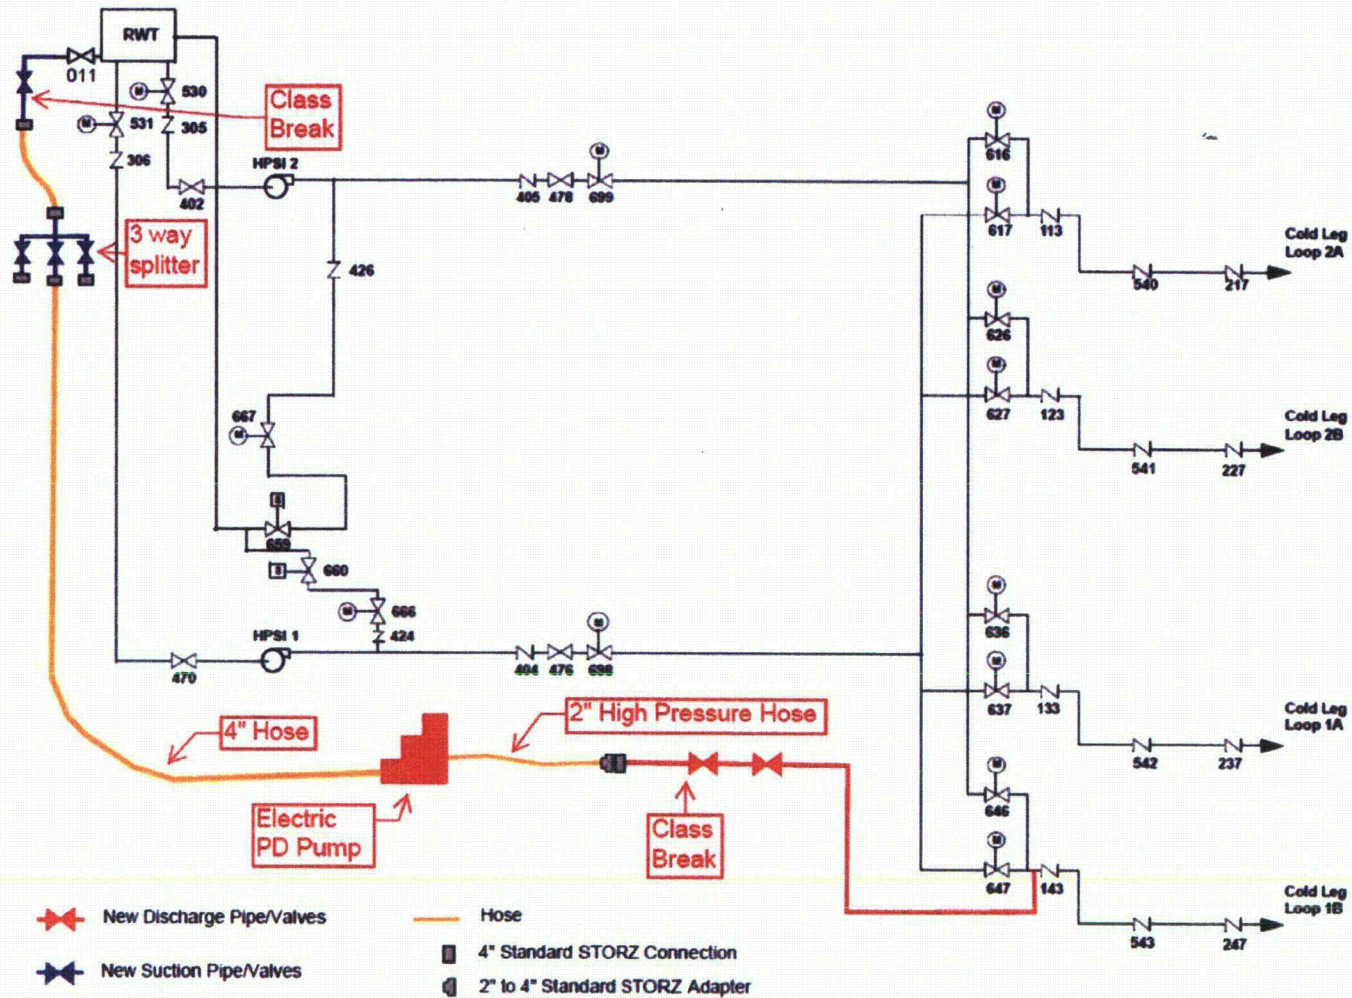 RWT
011
M
530
Class
Break
M
531
305
306
HPSI 2
402
3 way
splitter
426
M
405
478
699
M
616
M
617
113
Cold Leg
Loop 2A
540
217
M
626
M
627
123
Cold Leg
Loop 2B
541
227
667
M
S
659
S
660
M
666
424
HPSI 1
470
M
404
476
698
M
636
M
637
133
Cold Leg
Loop 1A
542
237
4" Hose
2" High Pressure Hose
Electric
PD Pump
Class
Break
M
646
M
647
143
Cold Leg
Loop 1B
543
247
New Discharge Pipe/Valves
Hose
4" Standard STORZ Connection
New Suction Pipe/Valves
2" to 4" Standard STORZ Adapter